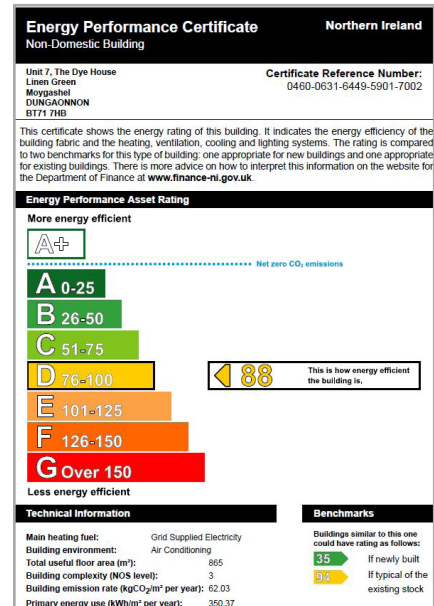 Energy Performance Certificate
Northern Ireland
Non-Domestic Building
Unit 7, The Dye House
Linen Green
Moygashel
DUNGAONNON
BT71 7HB
Certificate Reference Number:
0460-0631-6449-5901-7002
This certificate shows the energy rating of this building. It indicates the energy efficiency of the
building fabric and the heating, ventilation, cooling and lighting systems. The rating is compared
to two benchmarks for this type of building: one appropriate for new buildings and one appropriate
for existing buildings. There is more advice on how to interpret this information on the website for
the Department of Finance at www.finance-ni.gov.uk.
Energy Performance Asset Rating
More energy efficient
A+
Net zero CO₂ emissions
A 0-25
B 26-50
C 51-75
D 76-100
88
This is how energy efficient
the building is.
E 101-125
F 126-150
G Over 150
Less energy efficient
Technical Information
Main heating fuel: Grid Supplied Electricity
Building environment: Air Conditioning
Total useful floor area (m²): 865
Building complexity (NOS level): 3
Building emission rate (kgCO₂/m² per year): 62.03
Primary energy use (kWh/m² per year): 350.37
Benchmarks
Buildings similar to this one
could have rating as follows:
35 If newly built
94 If typical of the
existing stock